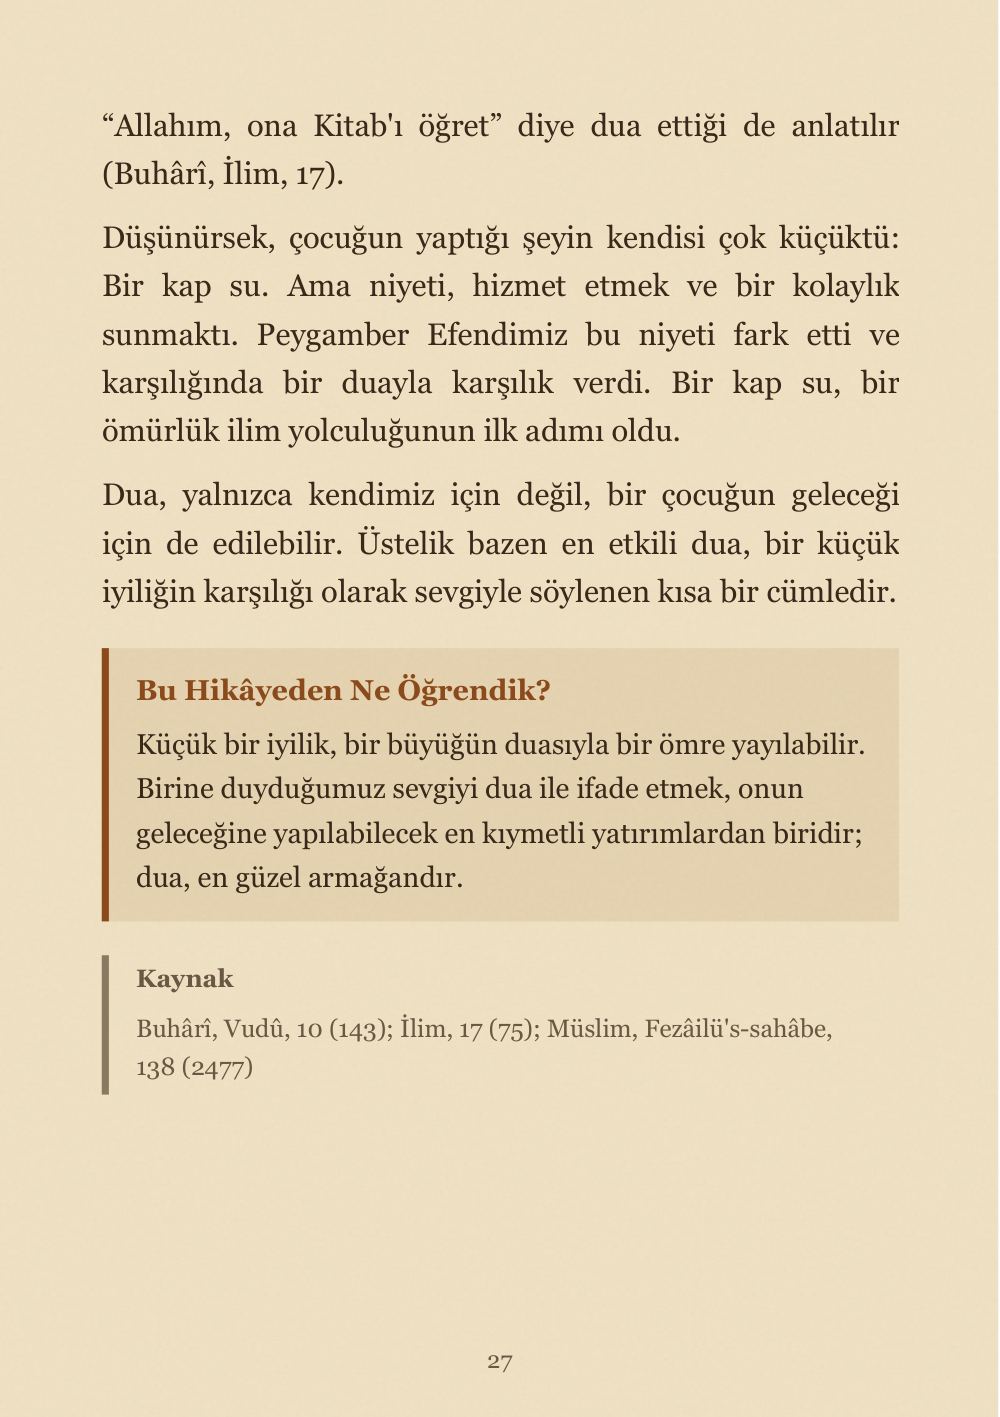 “Allahım, ona Kitab'ı öğret” diye dua ettiği de anlatılır
(Buhârî, İlim, 17).
Düşünürsek, çocuğun yaptığı şeyin kendisi çok küçüktü:
Bir kap su. Ama niyeti, hizmet etmek ve bir kolaylık
sunmaktı. Peygamber Efendimiz bu niyeti fark etti ve
karşılığında bir duayla karşılık verdi. Bir kap su, bir
ömürlük ilim yolculuğunun ilk adımı oldu.
Dua, yalnızca kendimiz için değil, bir çocuğun geleceği
için de edilebilir. Üstelik bazen en etkili dua, bir küçük
iyiliğin karşılığı olarak sevgiyle söylenen kısa bir cümledir.
Bu Hikâyeden Ne Öğrendik?
Küçük bir iyilik, bir büyüğün duasıyla bir ömre yayılabilir.
Birine duyduğumuz sevgiyi dua ile ifade etmek, onun
geleceğine yapılabilecek en kıymetli yatırımlardan biridir;
dua, en güzel armağandır.
Kaynak
Buhârî, Vudû, 10 (143); İlim, 17 (75); Müslim, Fezâilü's-sahâbe,
138 (2477)
27